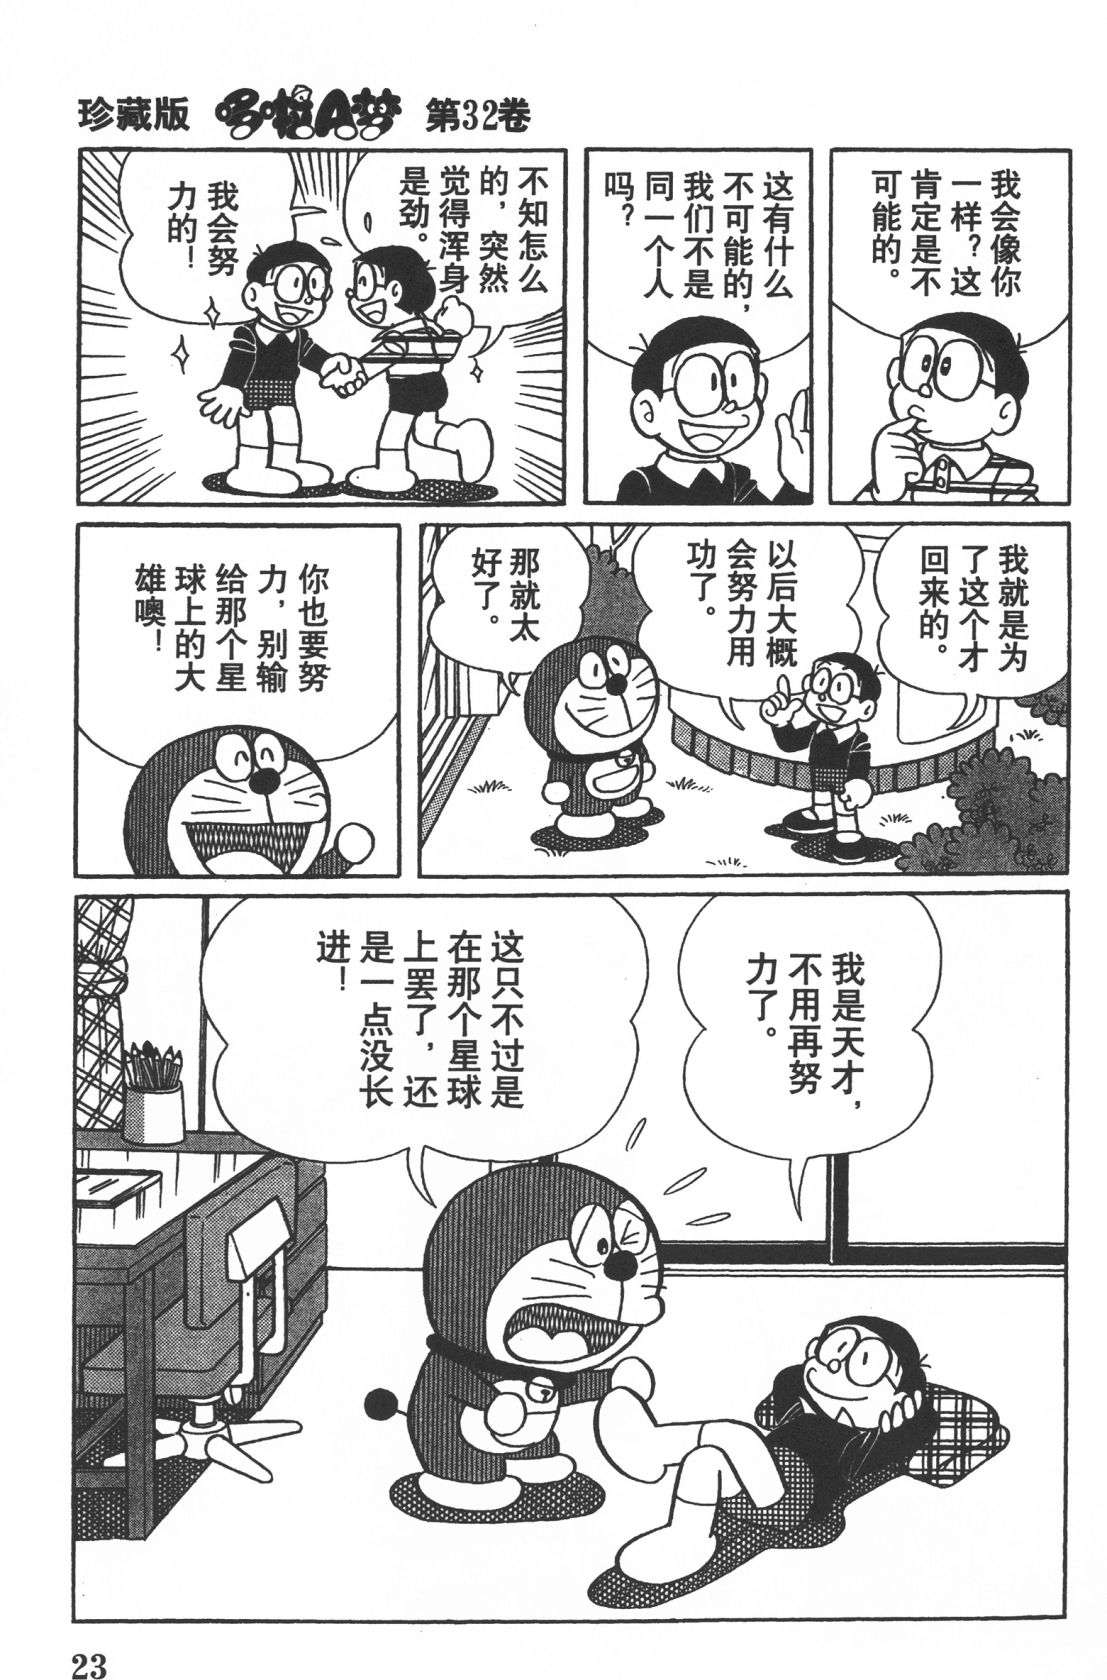 珍藏版 哆啦A梦 第32卷
我会像你
一样?这
肯定是不
可能的。
这有什么
不可能的,
我们不是
同一个人
吗?
不知怎么
的,突然
觉得浑身
是劲。
我会努
力的!
我就是为
了这个才
回来的。
以后大概
会努力用
功了。
那就太
好了。
你也要努
力,别输
给那个星
球上的大
雄噢!
我是天才,
不用再努
力了。
这只不过是
在那个星球
上罢了,还
是一点没长
进!
23